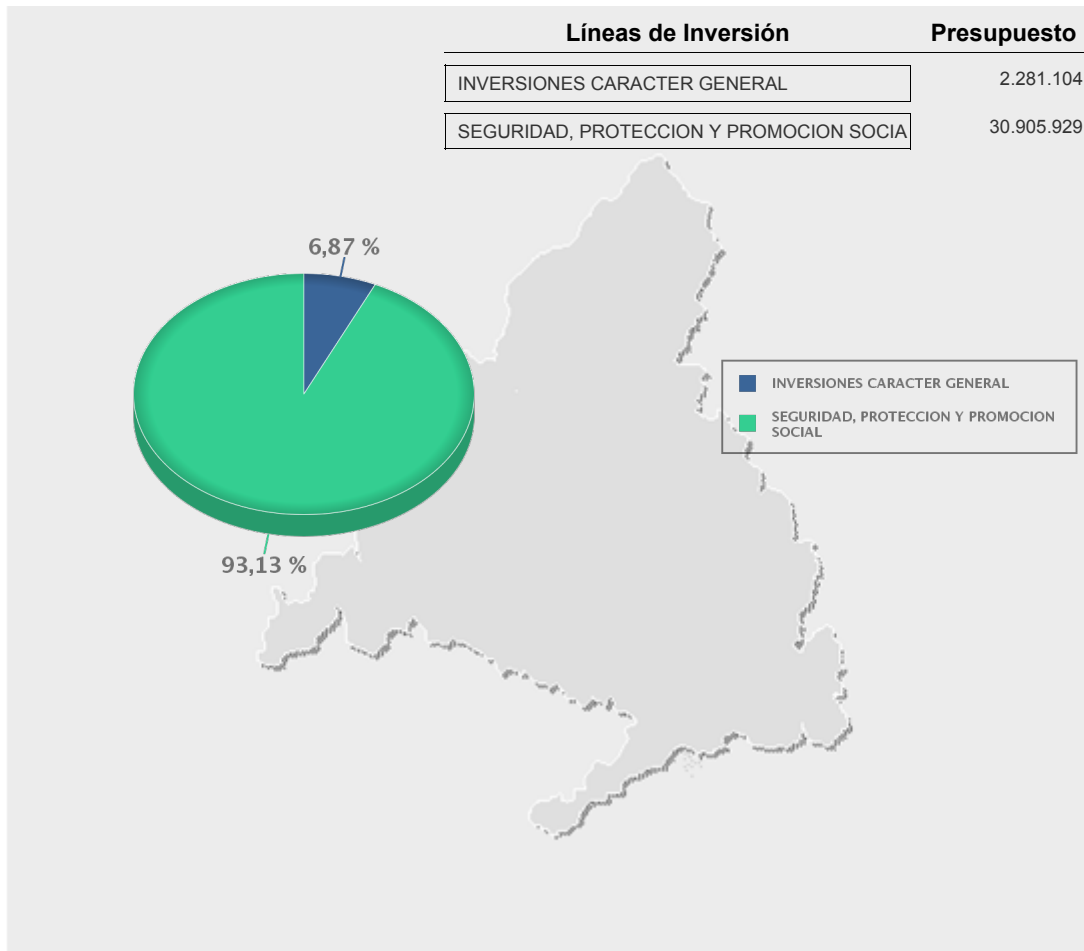 Líneas de Inversión Presupuesto
INVERSIONES CARACTER GENERAL 2.281.104
SEGURIDAD, PROTECCION Y PROMOCION SOCIA 30.905.929
6,87 %
INVERSIONES CARACTER GENERAL
SEGURIDAD, PROTECCION Y PROMOCION
SOCIAL
93,13 %